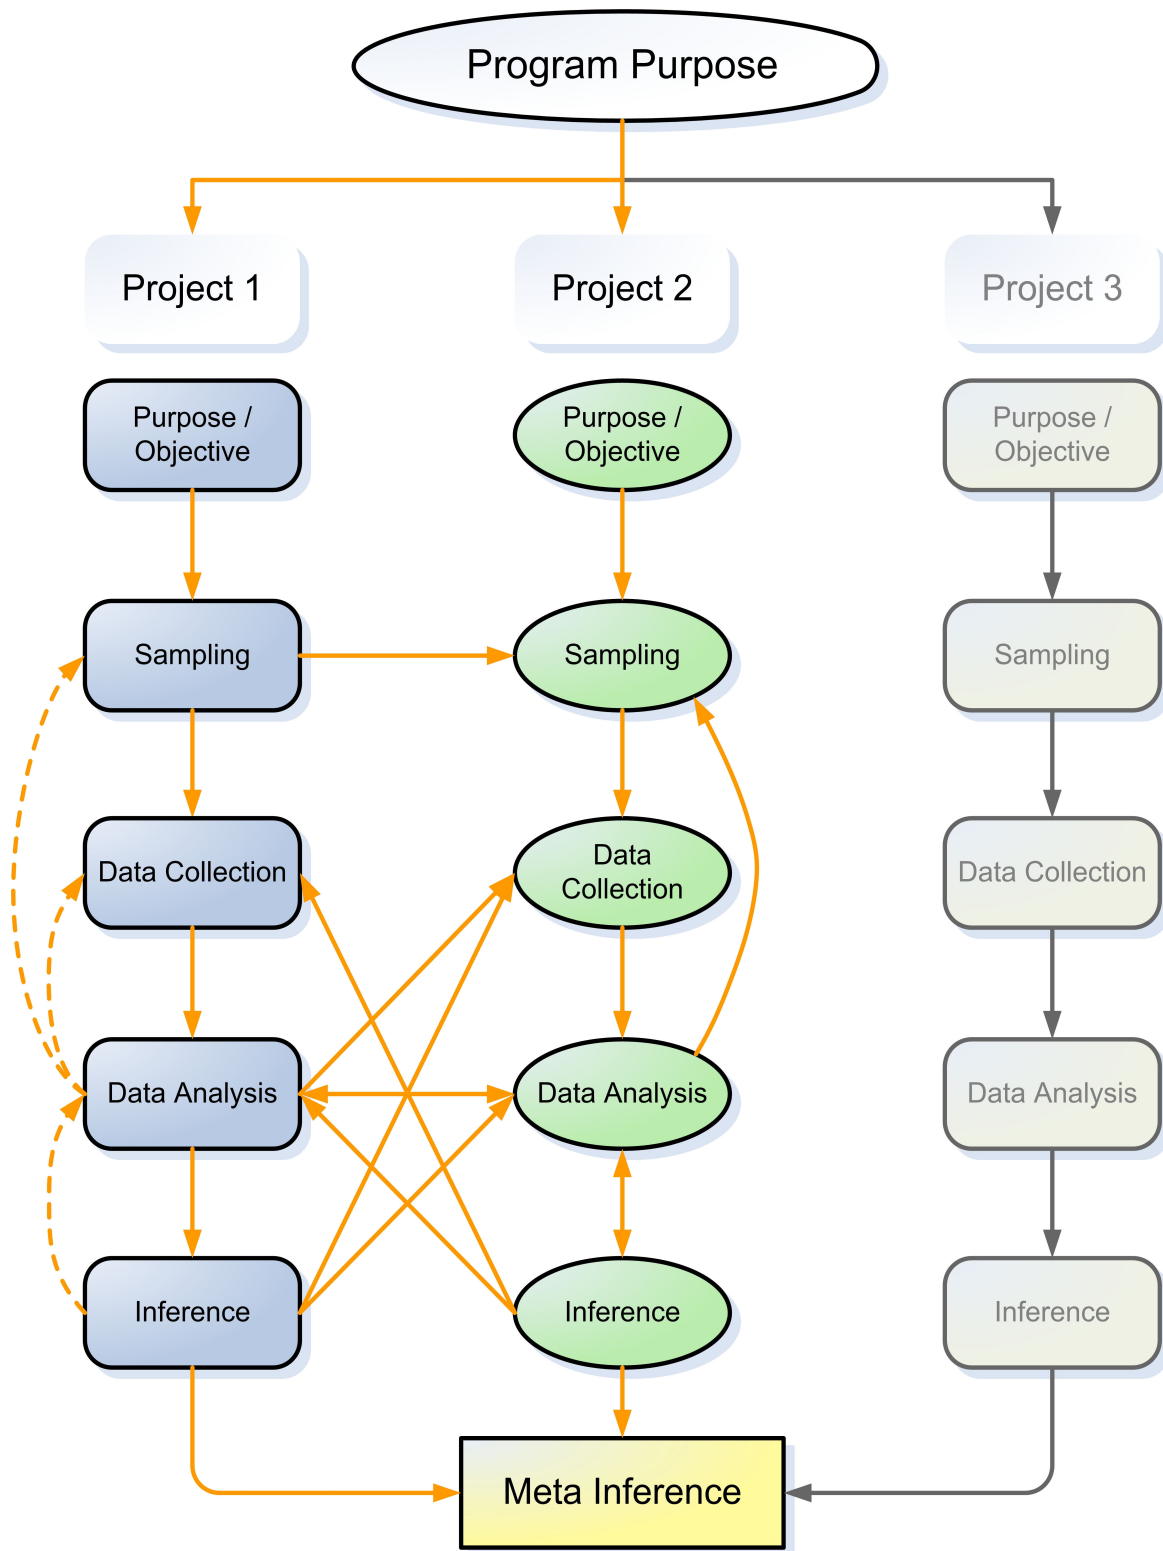 Program Purpose
Project 1
Project 2
Project 3
Purpose /
Objective
Purpose /
Objective
Purpose /
Objective
Sampling
Sampling
Sampling
Data Collection
Data
Collection
Data Collection
Data Analysis
Data Analysis
Data Analysis
Inference
Inference
Inference
Meta Inference